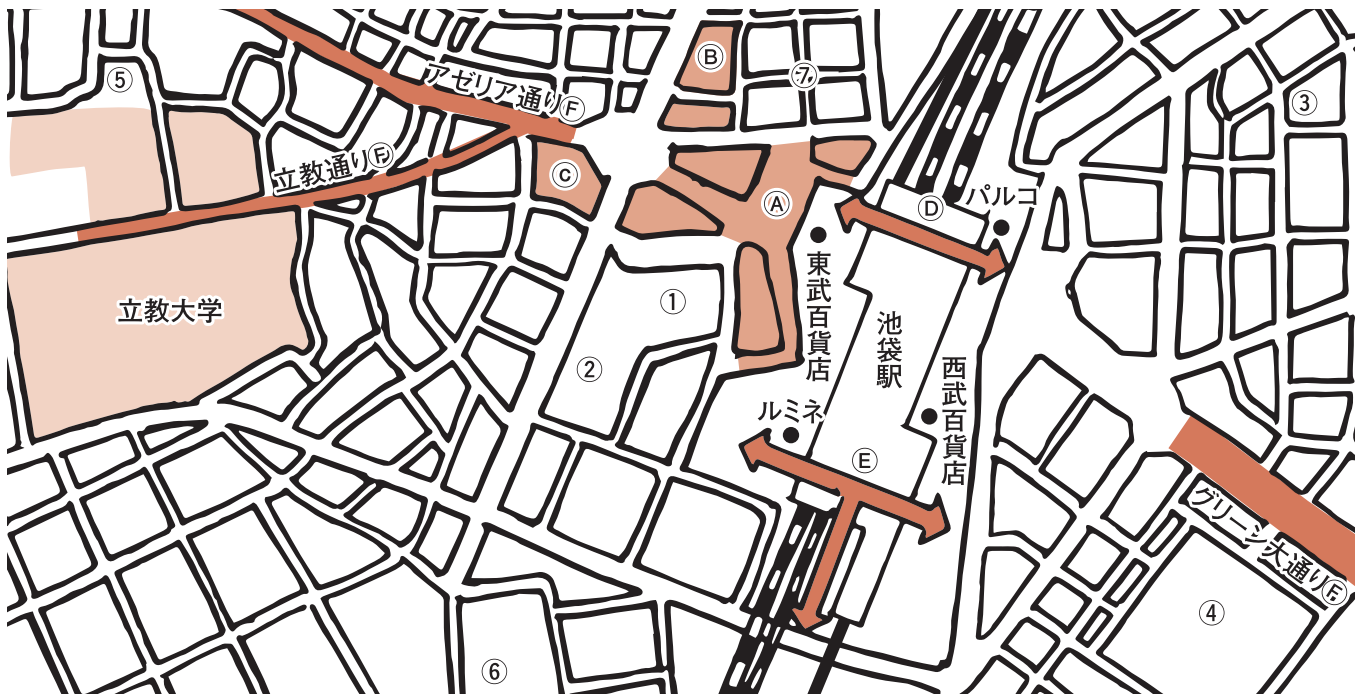 Ⓑ
⑦
⑤
アゼリア通りⒻ
③
立教通りⒻ
Ⓒ
Ⓐ
Ⓓ
パルコ
東武百貨店
立教大学
①
池袋駅
②
西武百貨店
ルミネ
Ⓔ
グリーン大通りⒻ
④
⑥